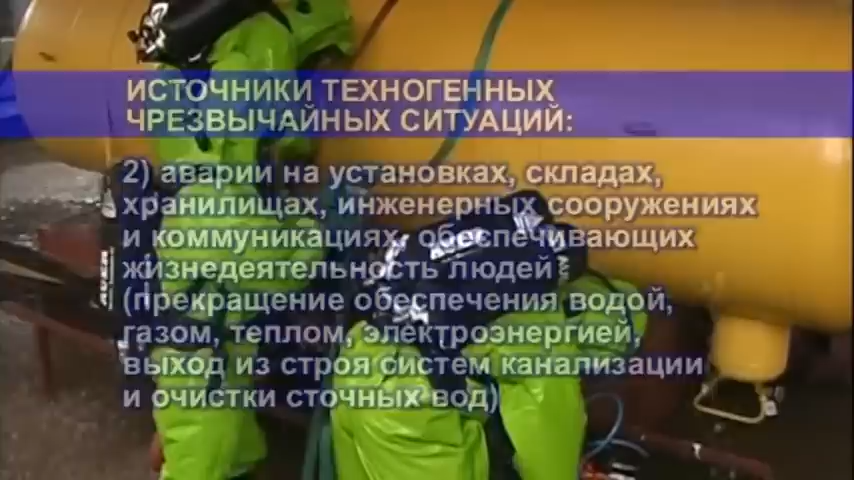 ИСТОЧНИКИ ТЕХНОГЕННЫХ
ЧРЕЗВЫЧАЙНЫХ СИТУАЦИЙ:
2) аварии на установках, складах,
хранилищах, инженерных сооружениях
и коммуникациях, обеспечивающих
жизнедеятельность людей
(прекращение обеспечения водой,
газом, теплом, электроэнергией,
выход из строя систем канализации
и очистки сточных вод)